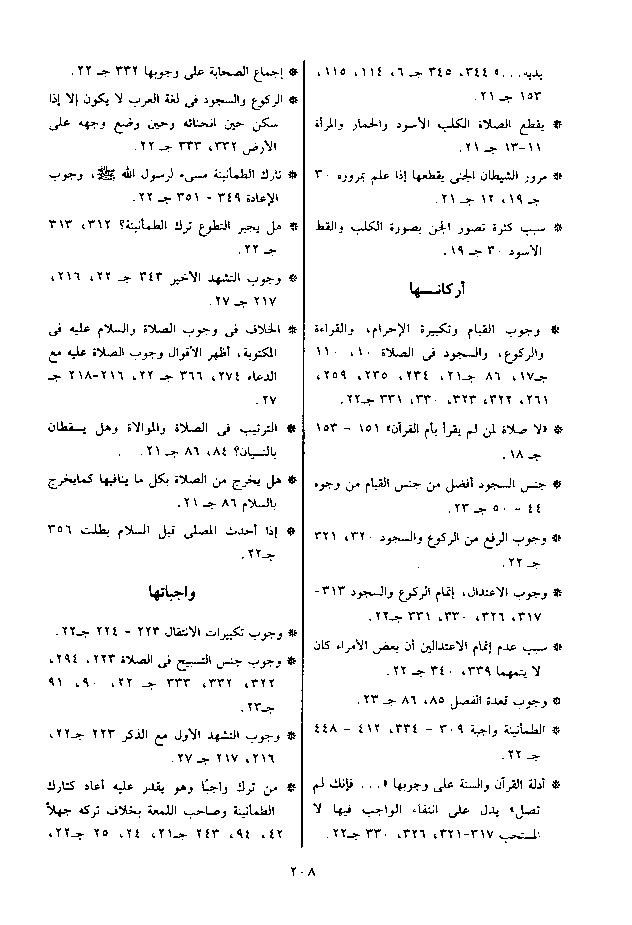 يديه...» ٣٤٤، ٣٤٥ جـ ٦، ١١٤، ١١٥،
١٥٣ جـ ٢١.
* يقطع الصلاة الكلب الأسود والحمار والمرأة
١١-١٣ جـ ٢١.
* مرور الشيطان الجنى يقطعها إذا علم بمروره ٣٠
جـ ١٩، ١٢ جـ ٢١.
* سبب كثرة تصور الجن بصورة الكلب والقط
الأسود ٣٠ جـ ١٩.
أركانـــها
* وجوب القيام وتكبيرة الإحرام، والقراءة
والركوع، والسجود فى الصلاة ١٠، ١١٠
جـ١٧، ٨٦ جـ٢١، ٢٣٤، ٢٣٥، ٢٥٩،
٢٦١، ٣٢٢، ٣٢٣، ٣٣٠، ٣٣١ جـ٢٢.
* «لا صلاة لمن لم يقرأ بأم القرآن» ١٥١ - ١٥٣
جـ ١٨.
* جنس السجود أفضل من جنس القيام من وجوه
٤٤ - ٥٠ جـ ٢٣.
* وجوب الرفع من الركوع والسجود ٣٢٠، ٣٢١
جـ ٢٢.
* وجوب الاعتدال، إتمام الركوع والسجود ٣١٣-
٣١٧، ٣٢٦، ٣٣٠، ٣٣١ جـ٢٢.
* سبب عدم إتمام الاعتدالين أن بعض الأمراء كان
لا يتمهما ٣٣٩، ٣٤٠ جـ ٢٢.
* وجوب قعدة الفصل ٨٥، ٨٦ جـ ٢٣.
* الطمأنينة واجبة ٣٠٩ - ٣٣٤، ٤١٢ - ٤٤٨
جـ ٢٢.
* أدلة القرآن والسنة على وجوبها «... فإنك لم
تصل» يدل على انتفاء الواجب فيها لا
المستحب ٣١٧-٣٢١، ٣٢٦، ٣٣٠ جـ٢٢.
* إجماع الصحابة على وجوبها ٣٣٢ جـ ٢٢.
* الركوع والسجود فى لغة العرب لا يكون إلا إذا
سكن حين انحنائه وحين وضع وجهه على
الأرض ٣٣٢، ٣٣٣ جـ ٢٢.
* تارك الطمأنينة مسىء لرسول الله ﷺ، وجوب
الإعادة ٣٤٩ - ٣٥١ جـ ٢٢.
* هل يجبر التطوع ترك الطمأنينة؟ ٣١٢، ٣١٣
جـ ٢٢.
* وجوب التشهد الأخير ٣٤٣ جـ ٢٢، ٢١٦،
٢١٧ جـ ٢٧.
* الخلاف فى وجوب الصلاة والسلام عليه فى
المكتوبة، أظهر الأقوال وجوب الصلاة عليه مع
الدعاء ٢٧٤، ٣٦٦ جـ ٢٢، ٢١٦-٢١٨ جـ
٢٧.
* الترتيب فى الصلاة والموالاة وهل يسقطان
بالنسيان؟ ٨٤، ٨٦ جـ ٢١.
* هل يخرج من الصلاة بكل ما ينافيها كمايخرج
بالسلام ٨٦ جـ ٢١.
* إذا أحدث المصلى قبل السلام بطلت ٣٥٦
جـ٢٢.
واجباتها
* وجوب تكبيرات الانتقال ٢٢٣ - ٢٢٤ جـ٢٢.
* وجوب جنس التسبيح فى الصلاة ٢٢٣، ٢٩٤،
٣٢٢، ٣٣٢، ٣٣٣ جـ ٢٢، ٩٠، ٩١
جـ٢٣.
* وجوب التشهد الأول مع الذكر ٢٢٣ جـ٢٢،
٢١٦، ٢١٧ جـ ٢٧.
* من ترك واجبًا وهو يقدر عليه أعاد كتارك
الطمأنينة وصاحب اللمعة بخلاف تركه جهلاً
٤٢، ٩٤، ٢٤٣ جـ٢١، ٢٤، ٢٥ جـ٢٢،
٢٠٨